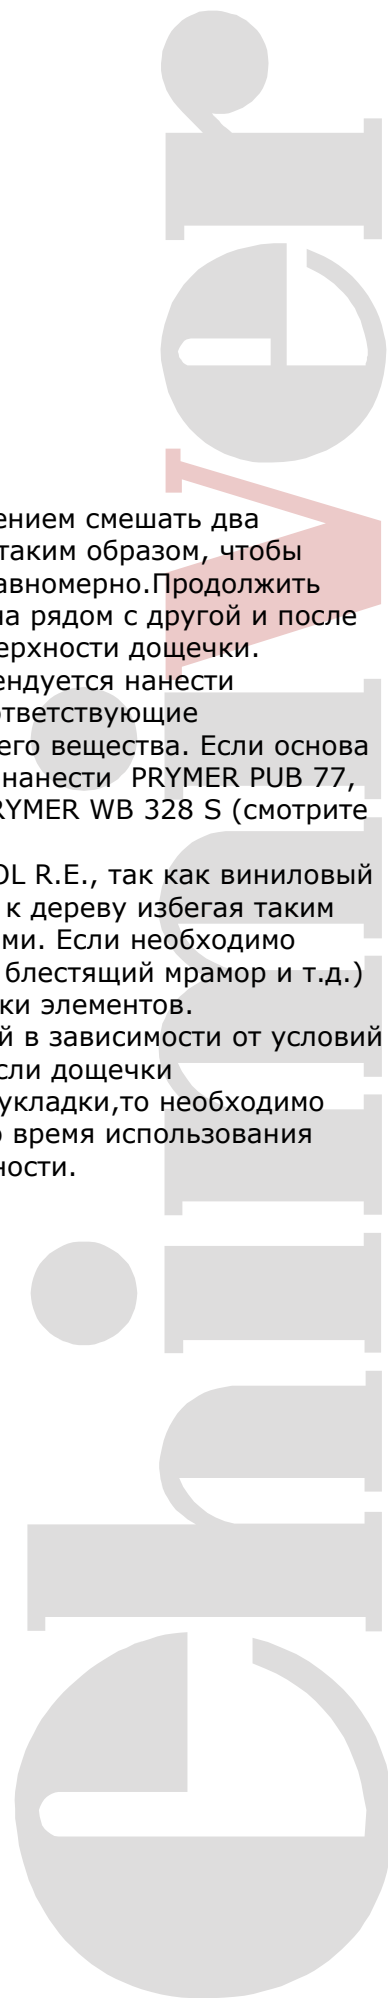 ением смешать два
таким образом, чтобы
авномерно.Продолжить
на рядом с другой и после
ерхности дощечки.
ендуется нанести
ответствующие
его вещества. Если основа
нанести  PRYMER PUB 77,
RYMER WB 328 S (смотрите
OL R.E., так как виниловый
к дереву избегая таким
ми. Если необходимо
блестящий мрамор и т.д.)
ки элементов.
й в зависимости от условий
сли дощечки
укладки,то необходимо
о время использования
ности.
Chimiver